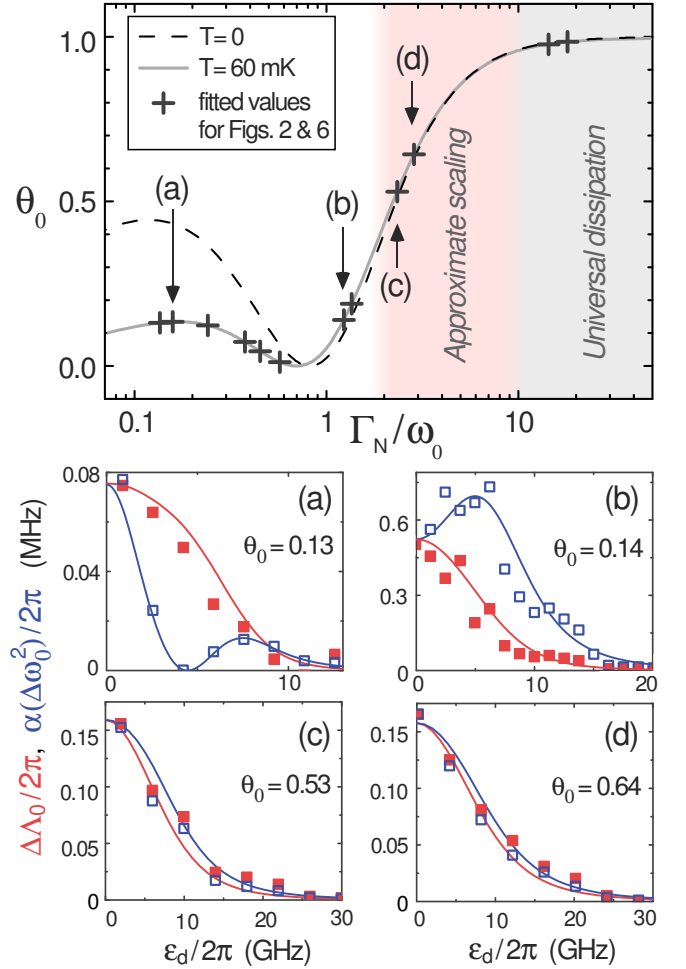 1.0
0.5
0.0
θ₀
T= 0
T= 60 mK
fitted values
for Figs. 2 & 6
(a)
(b)
(c)
(d)
Approximate scaling
Universal dissipation
0.1
1
10
Γ_N/ω₀
ΔΛ₀/2π, α(Δω₀²)/2π (MHz)
0.08
0.04
0
(a)
θ₀ = 0.13
0
10
0.6
0.3
0
(b)
θ₀ = 0.14
0
10
20
0.15
0.10
0.05
0
(c)
θ₀ = 0.53
0
10
20
30
ε_d/2π (GHz)
0.15
0.10
0.05
0
(d)
θ₀ = 0.64
0
10
20
30
ε_d/2π (GHz)